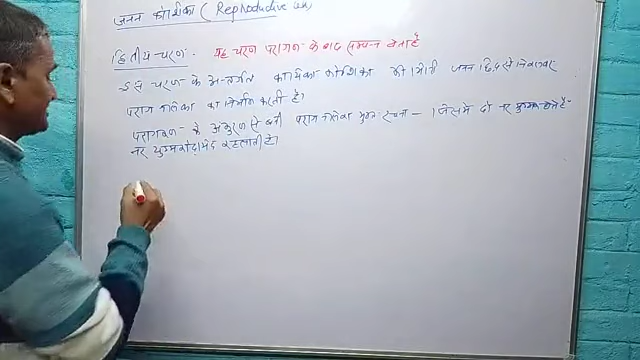 जनन कोशिका ( Reproductive cell)
द्वितीय चरण - यह चरण परागण के बाद सम्पन्न होता है
इस चरण के अन्तर्गत कायिका कोशिका की भित्ती जनन छिद्र से निकलकर
पराग नलिका का निर्माण करती है।
परागकण के अंकुरण से बनी पराग नलिका युक्त रचना - जिसमें दो नर युग्मक होते है-
नर युग्मकोद्भिद कहलाती है।